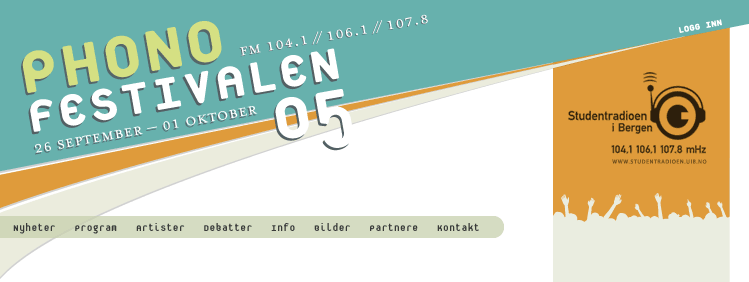 PHONO
FM 104.1 // 106.1 // 107.8
LOGG INN
FESTIVALEN
26 SEPTEMBER — 01 OKTOBER
05
Studentradioen
i Bergen
104,1 106,1 107.8 mHz
WWW.STUDENTRADIOEN.UIB.NO
Nyheter Program Artister Debatter Info Bilder Partnere Kontakt